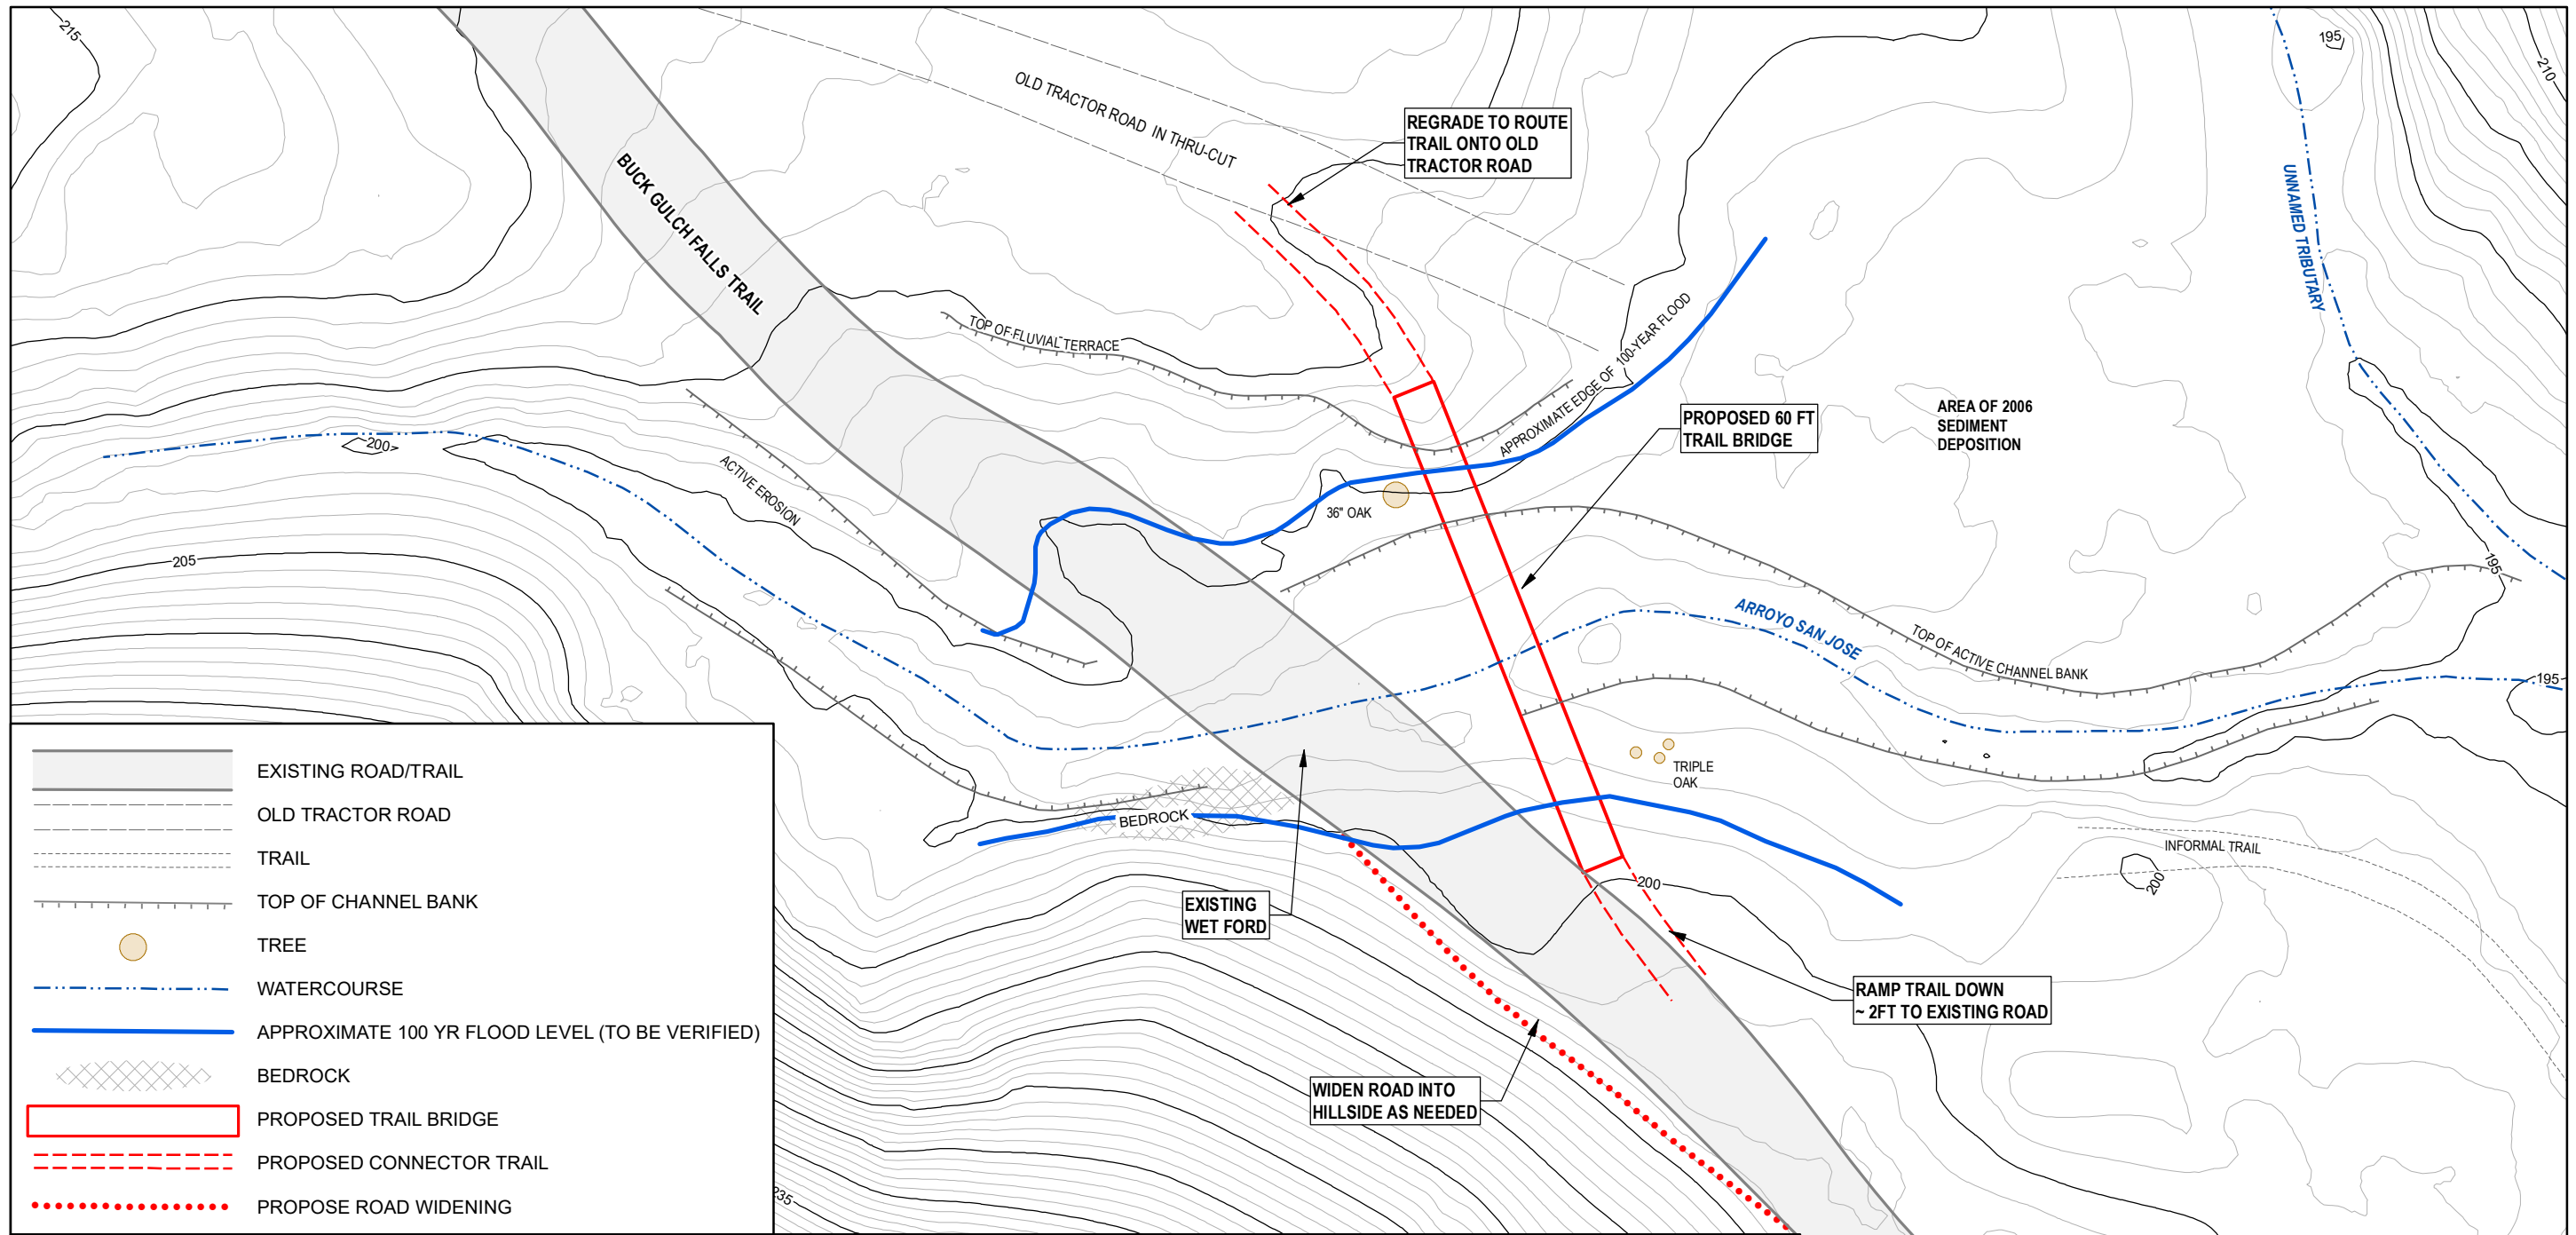 215
195
210
OLD TRACTOR ROAD IN THRU-CUT
REGRADE TO ROUTE
TRAIL ONTO OLD
TRACTOR ROAD
BUCK GULCH FALLS TRAIL
UNNAMED TRIBUTARY
TOP OF FLUVIAL TERRACE
APPROXIMATE EDGE OF 100-YEAR FLOOD
PROPOSED 60 FT
TRAIL BRIDGE
AREA OF 2006
SEDIMENT
DEPOSITION
200
ACTIVE EROSION
36" OAK
205
195
ARROYO SAN JOSE
TOP OF ACTIVE CHANNEL BANK
195
TRIPLE
OAK
BEDROCK
INFORMAL TRAIL
200
200
EXISTING
WET FORD
RAMP TRAIL DOWN
~ 2FT TO EXISTING ROAD
WIDEN ROAD INTO
HILLSIDE AS NEEDED
235
EXISTING ROAD/TRAIL
OLD TRACTOR ROAD
TRAIL
TOP OF CHANNEL BANK
TREE
WATERCOURSE
APPROXIMATE 100 YR FLOOD LEVEL (TO BE VERIFIED)
BEDROCK
PROPOSED TRAIL BRIDGE
PROPOSED CONNECTOR TRAIL
PROPOSE ROAD WIDENING